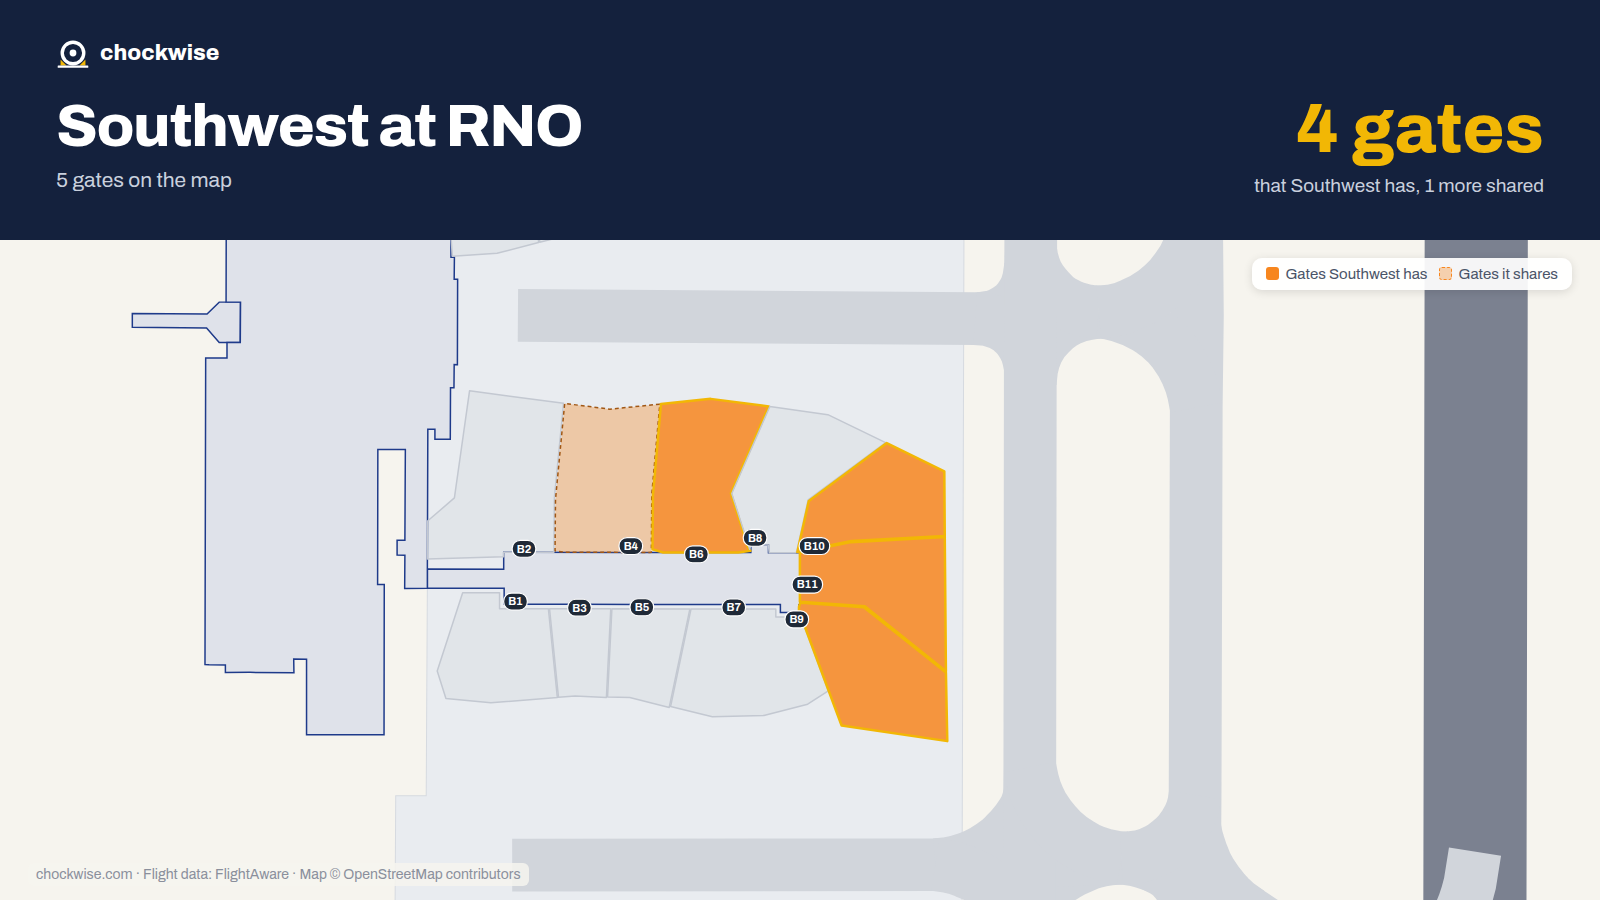 chockwise
Southwest at RNO
5 gates on the map
4 gates
that Southwest has, 1 more shared
Gates Southwest has
Gates it shares
B2
B4
B6
B8
B10
B11
B1
B3
B5
B7
B9
chockwise.com · Flight data: FlightAware · Map © OpenStreetMap contributors